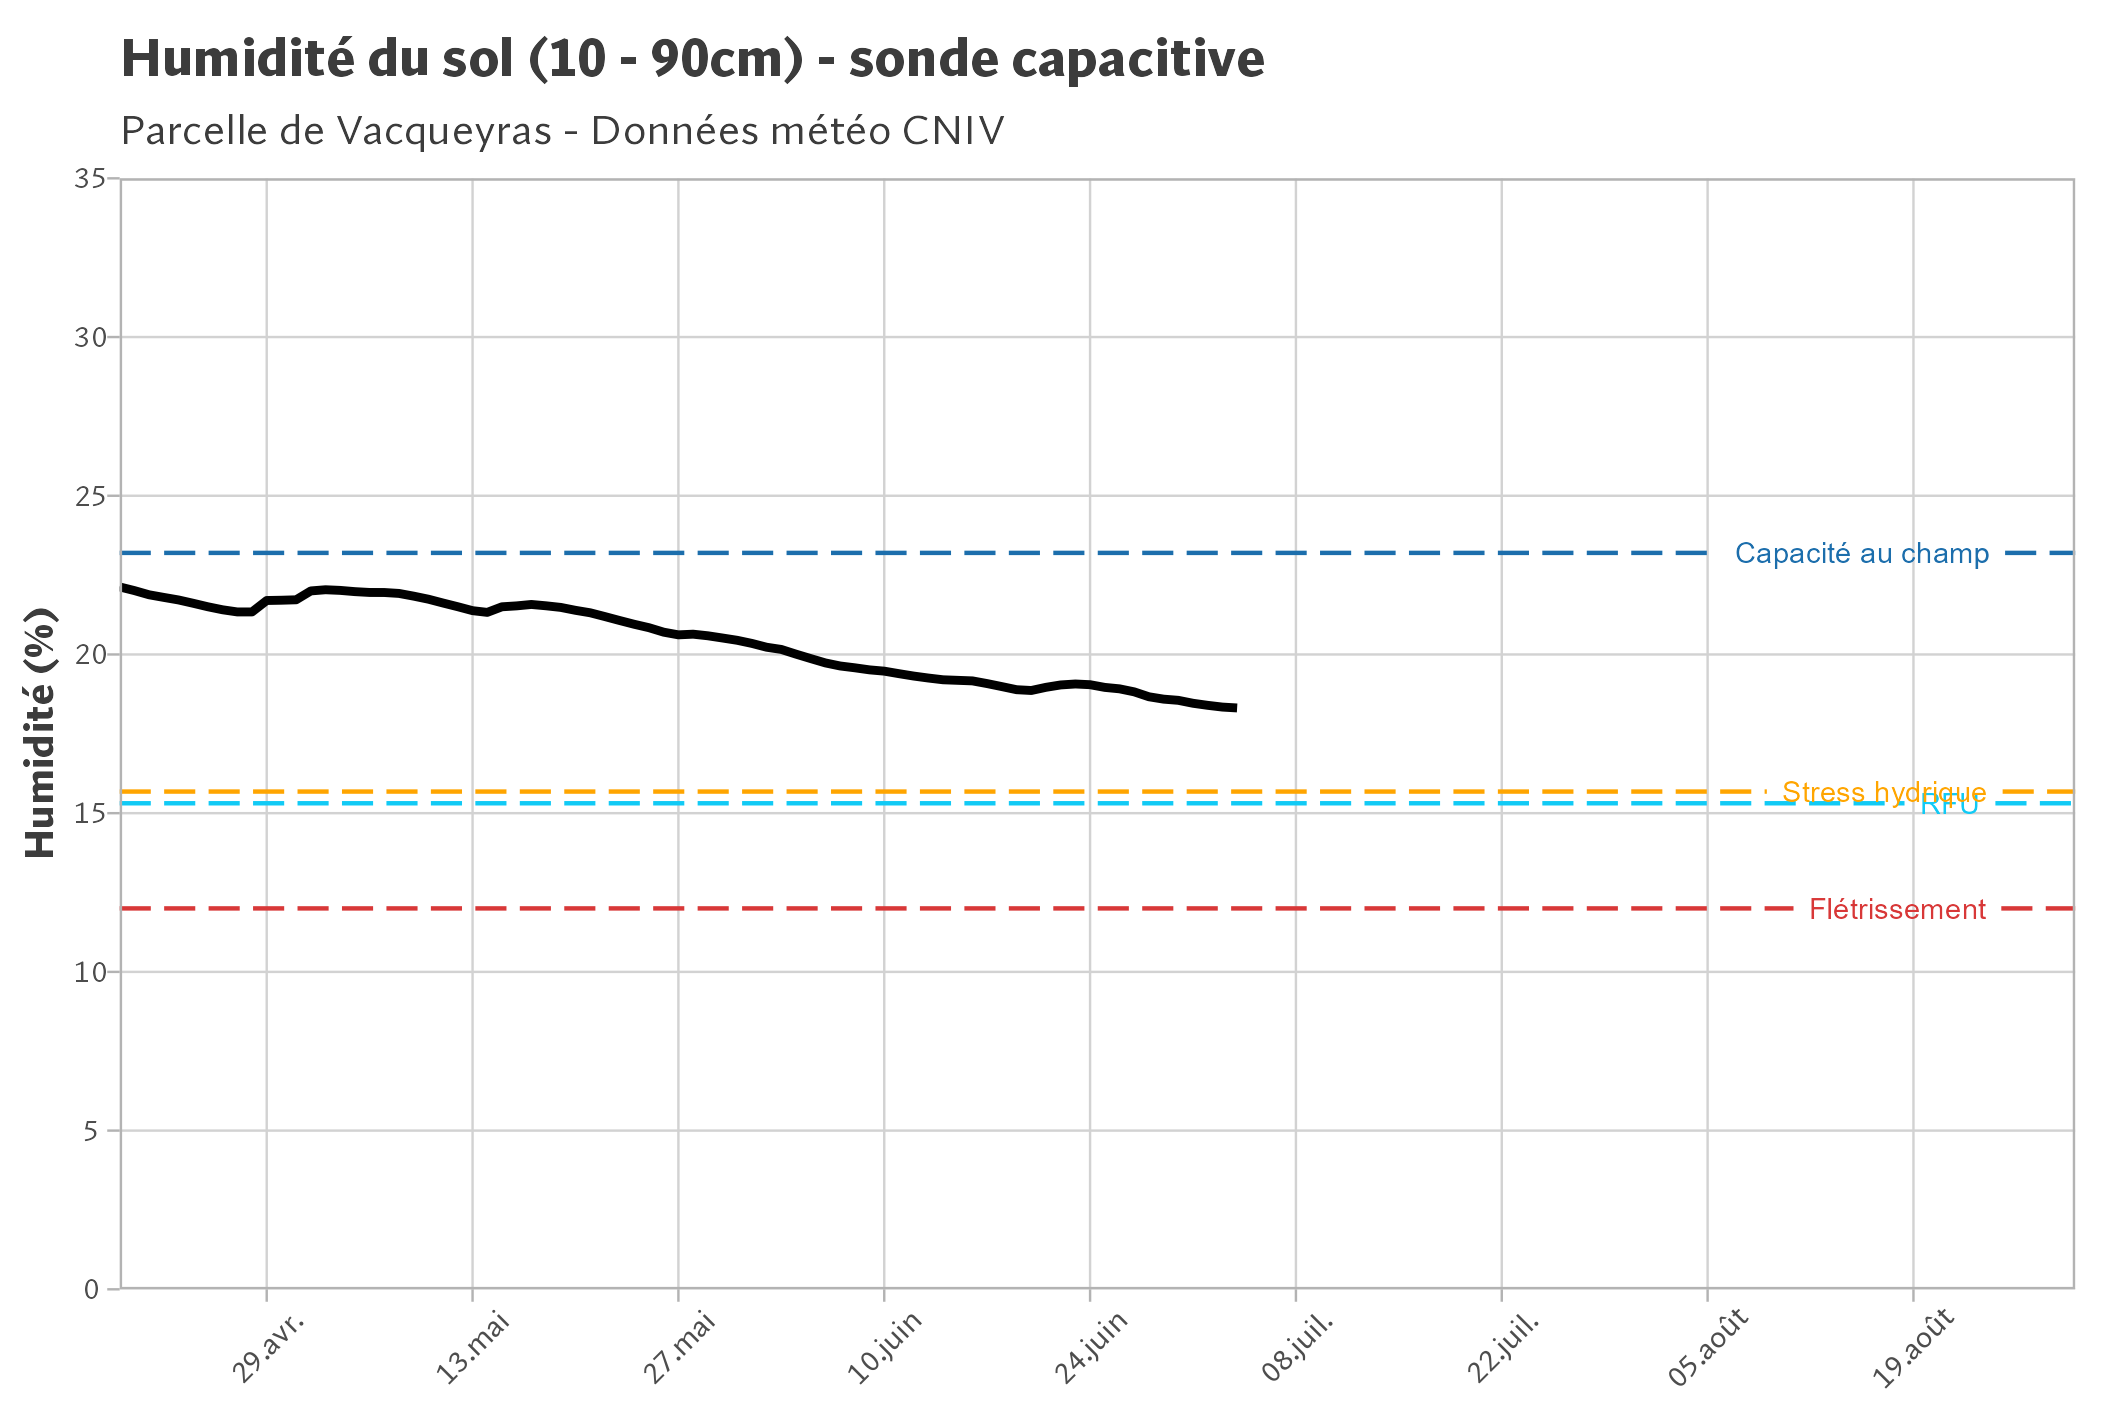 Humidité du sol (10 - 90cm) - sonde capacitive
Parcelle de Vacqueyras - Données météo CNIV
Humidité (%)
35
30
25
20
15
10
5
0
Capacité au champ
Stress hydrique
RFU
Flétrissement
29.avr.
13.mai
27.mai
10.juin
24.juin
08.juil.
22.juil.
05.août
19.août